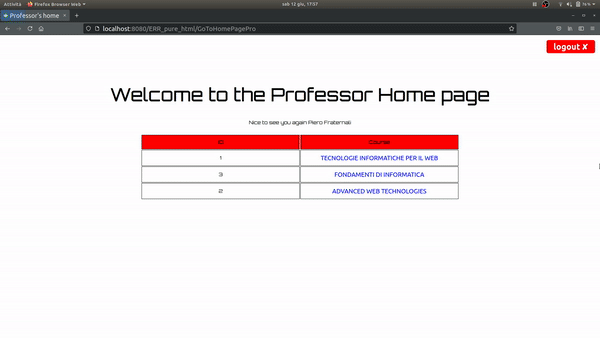 Attività Firefox Browser Web sab 12 giu, 17:57 76 %
Professor's home × +
localhost:8080/ERR_pure_html/GoToHomePagePro
logout ✘
Welcome to the Professor Home page
Nice to see you again Piero Fraternali
ID Course
1 TECNOLOGIE INFORMATICHE PER IL WEB
3 FONDAMENTI DI INFORMATICA
2 ADVANCED WEB TECHNOLOGIES